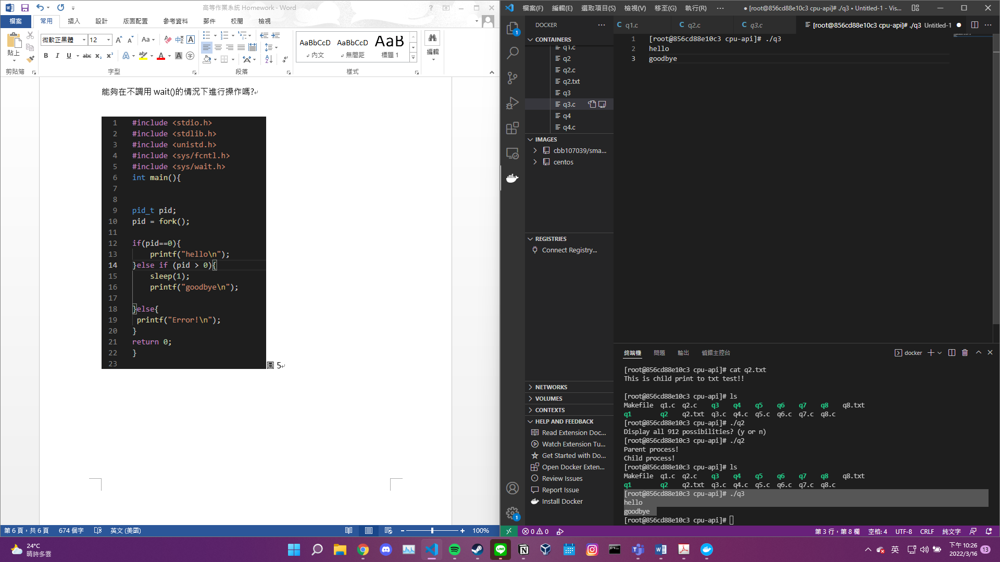 高等作業系統 Homework - Word
檔案 常用 插入 設計 版面配置 參考資料 郵件 校閱 檢視
貼上
微軟正黑體 12
AaBbCcD AaBbCcD AaBbC
內文 無間距 標題 1
編輯
剪貼簿 字型 段落 樣式
能夠在不調用 wait()的情況下進行操作嗎?
1 #include <stdio.h>
2 #include <stdlib.h>
3 #include <unistd.h>
4 #include <sys/fcntl.h>
5 #include <sys/wait.h>
6 int main(){
7
8
9 pid_t pid;
10 pid = fork();
11
12 if(pid==0){
13 printf("hello\n");
14 }else if (pid > 0){
15 sleep(1);
16 printf("goodbye\n");
17
18 }else{
19 printf("Error!\n");
20 }
21 return 0;
22 }
23
圖 5
第 6 頁，共 6 頁 674 個字 英文 (美國) 100%
檔案(F) 編輯(E) 選取項目(S) 檢視(V) 移至(G) 執行(R) ··· ● [root@856cd88e10c3 cpu-api]# ./q3 • Untitled-1 - Vis...
DOCKER
CONTAINERS
q1.c
q2
q2.c
q2.txt
q3
q3.c
q4
q4.c
IMAGES
cbb107039/sma...
centos
REGISTRIES
Connect Registry...
NETWORKS
VOLUMES
CONTEXTS
HELP AND FEEDBACK
Read Extension Doc...
Watch Extension Tu...
Get Started with Do...
Open Docker Exten...
Review Issues
Report Issue
Install Docker
q1.c q2.c q3.c [root@856cd88e10c3 cpu-api]# ./q3 Untitled-1
1 [root@856cd88e10c3 cpu-api]# ./q3
2 hello
3 goodbye
終端機 問題 輸出 偵錯主控台 docker
[root@856cd88e10c3 cpu-api]# cat q2.txt
This is child print to txt test!!
[root@856cd88e10c3 cpu-api]# ls
Makefile q1.c q2.c q3 q4 q5 q6 q7 q8 q8.txt
q1 q2 q2.txt q3.c q4.c q5.c q6.c q7.c q8.c
[root@856cd88e10c3 cpu-api]# ./q2
Display all 912 possibilities? (y or n)
[root@856cd88e10c3 cpu-api]# ./q2
Parent process!
Child process!
[root@856cd88e10c3 cpu-api]# ls
Makefile q1.c q2.c q3 q4 q5 q6 q7 q8 q8.txt
q1 q2 q2.txt q3.c q4.c q5.c q6.c q7.c q8.c
[root@856cd88e10c3 cpu-api]# ./q3
hello
goodbye
[root@856cd88e10c3 cpu-api]#
0 0 第 3 行，第 8 欄 空格: 4 UTF-8 CRLF 純文字
24°C
晴時多雲
英
下午 10:26
2022/3/16
13